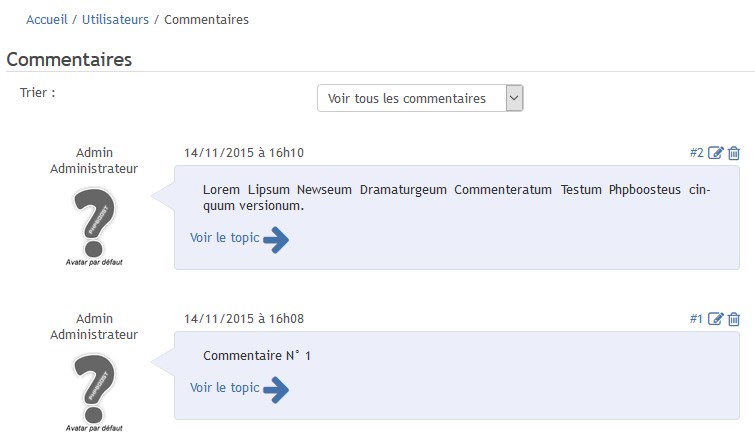 Accueil / Utilisateurs / Commentaires
Commentaires
Trier :
Voir tous les commentaires
Admin
Administrateur
PHPBOOST
Avatar par défaut
14/11/2015 à 16h10
#2
Lorem Lipsum Newseum Dramaturgeum Commenteratum Testum Phpboosteus cin-
quum versionum.
Voir le topic
Admin
Administrateur
PHPBOOST
Avatar par défaut
14/11/2015 à 16h08
#1
Commentaire N° 1
Voir le topic